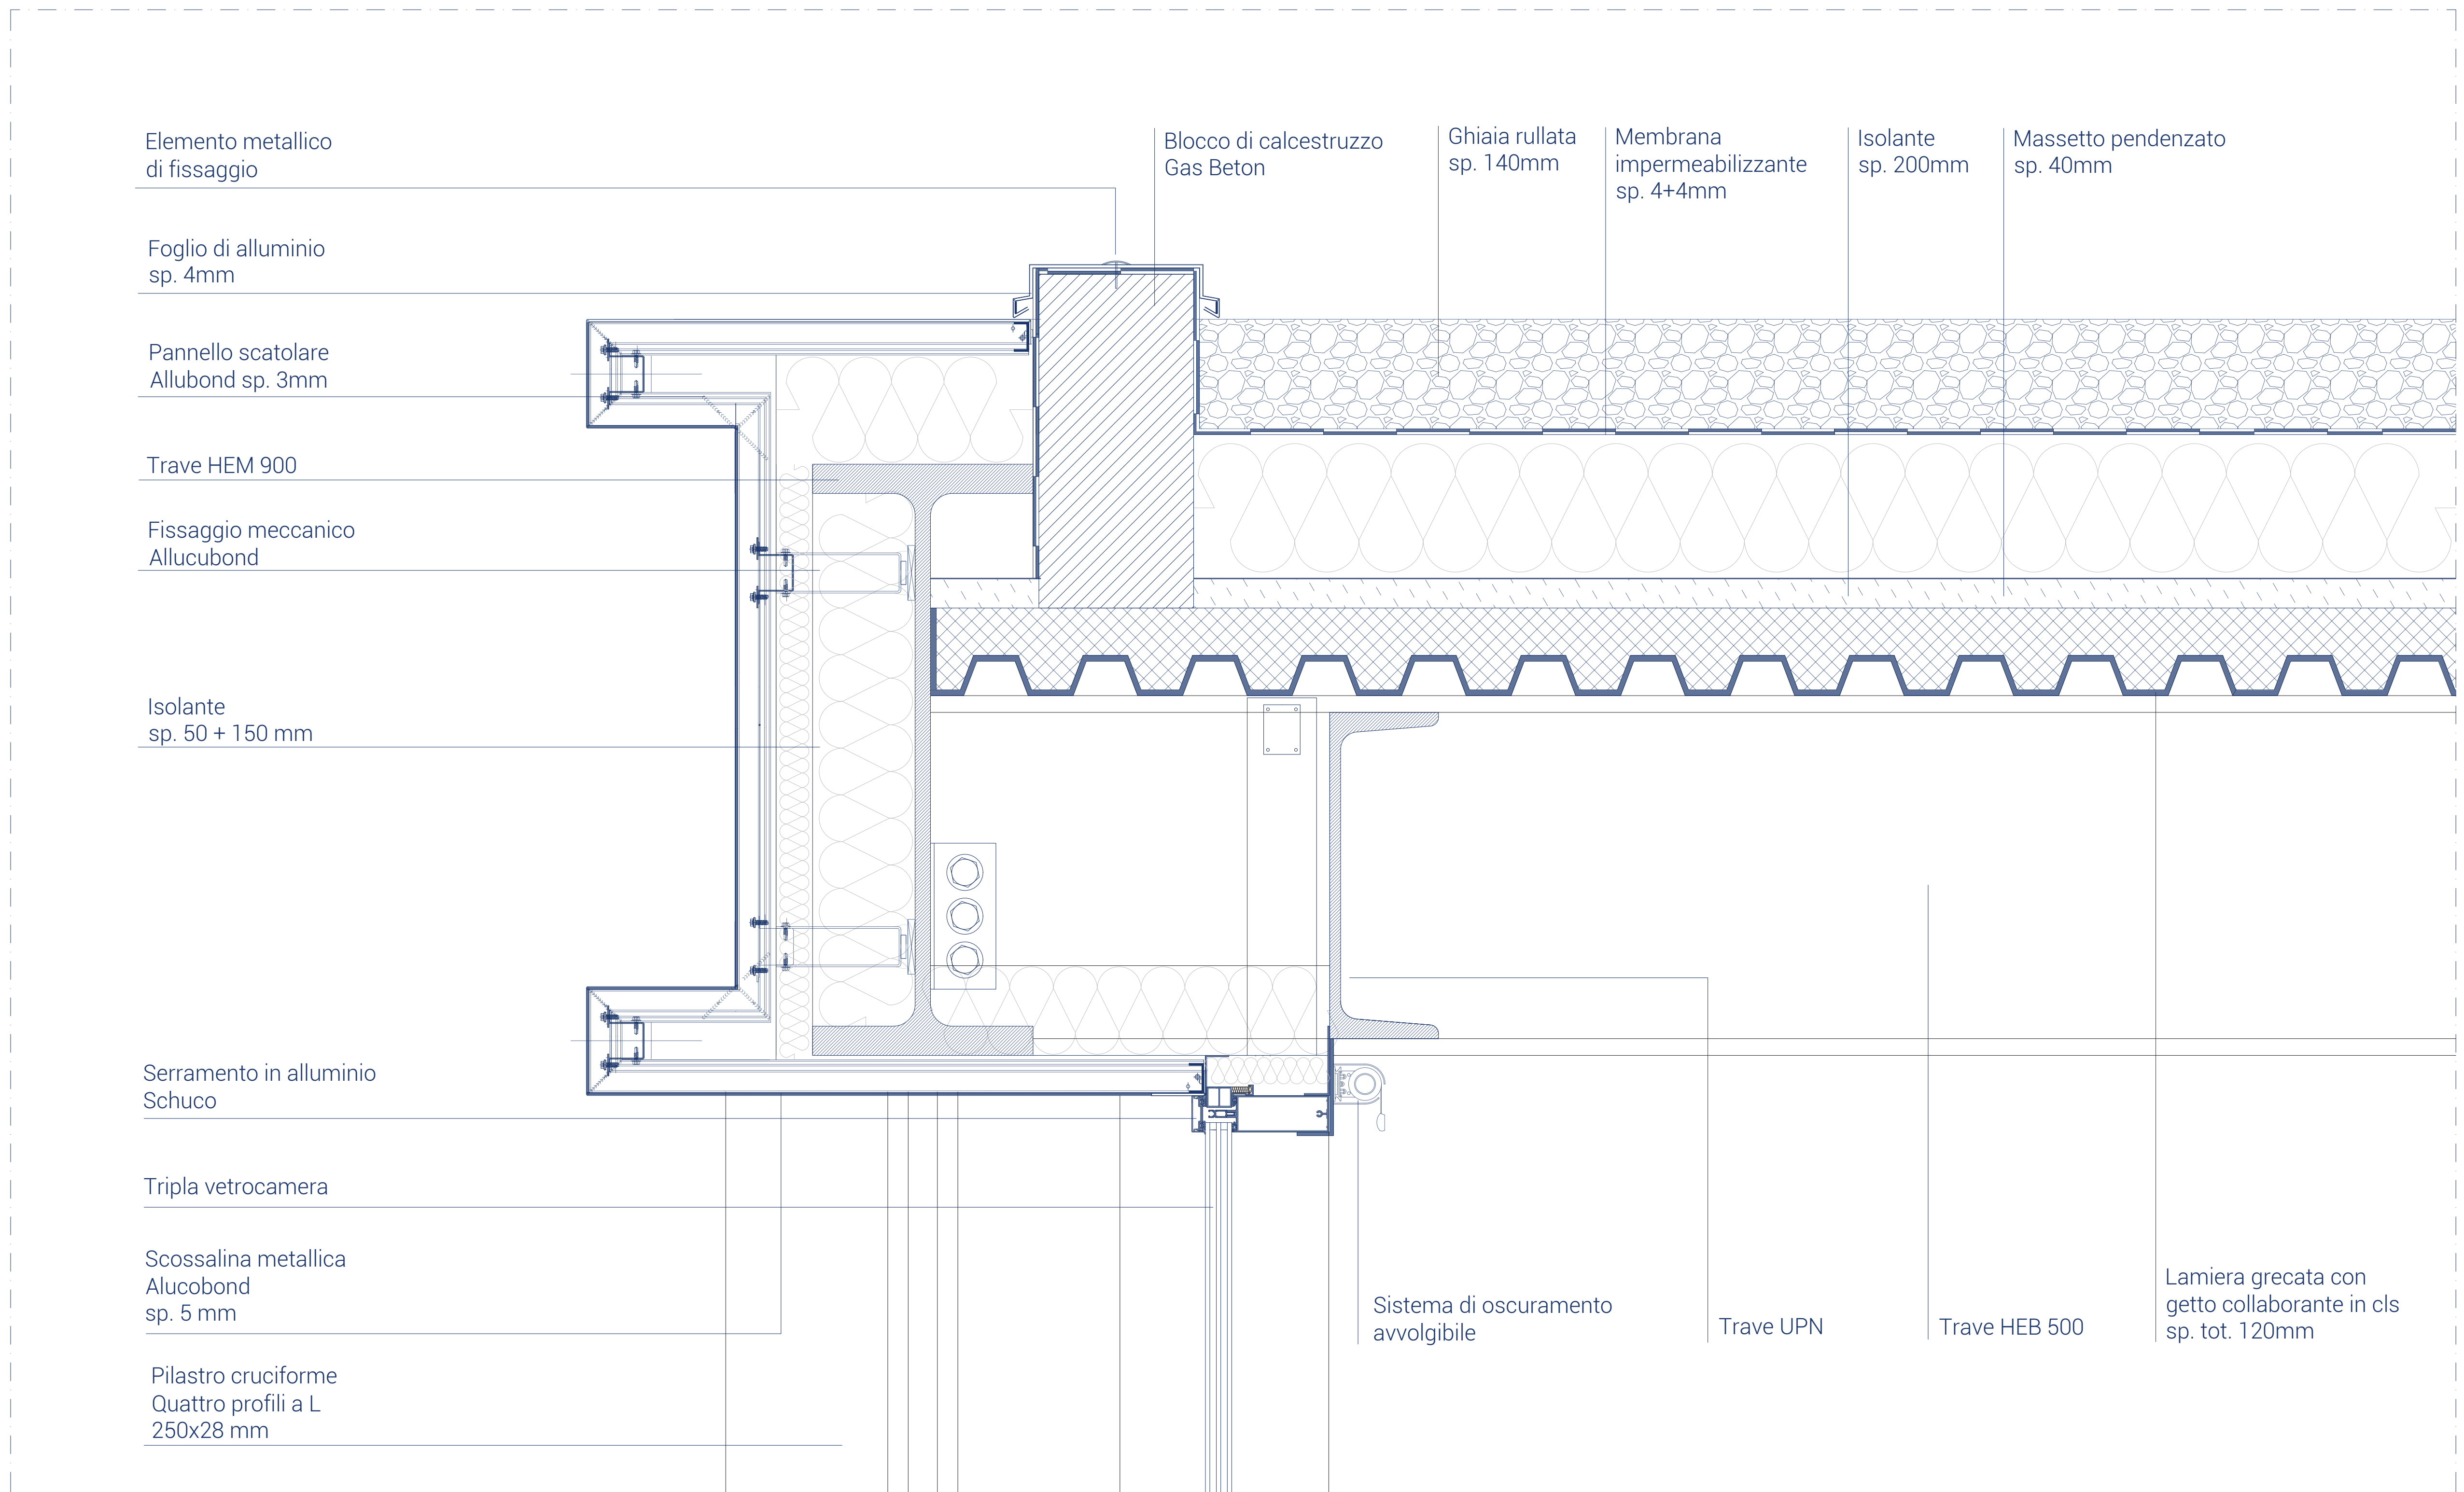 Elemento metallico
di fissaggio
Foglio di alluminio
sp. 4mm
Pannello scatolare
Allubond sp. 3mm
Trave HEM 900
Fissaggio meccanico
Allucubond
Isolante
sp. 50 + 150 mm
Serramento in alluminio
Schuco
Tripla vetrocamera
Scossalina metallica
Alucobond
sp. 5 mm
Pilastro cruciforme
Quattro profili a L
250x28 mm
Blocco di calcestruzzo
Gas Beton
Ghiaia rullata
sp. 140mm
Membrana
impermeabilizzante
sp. 4+4mm
Isolante
sp. 200mm
Massetto pendenzato
sp. 40mm
Sistema di oscuramento
avvolgibile
Trave UPN
Trave HEB 500
Lamiera grecata con
getto collaborante in cls
sp. tot. 120mm